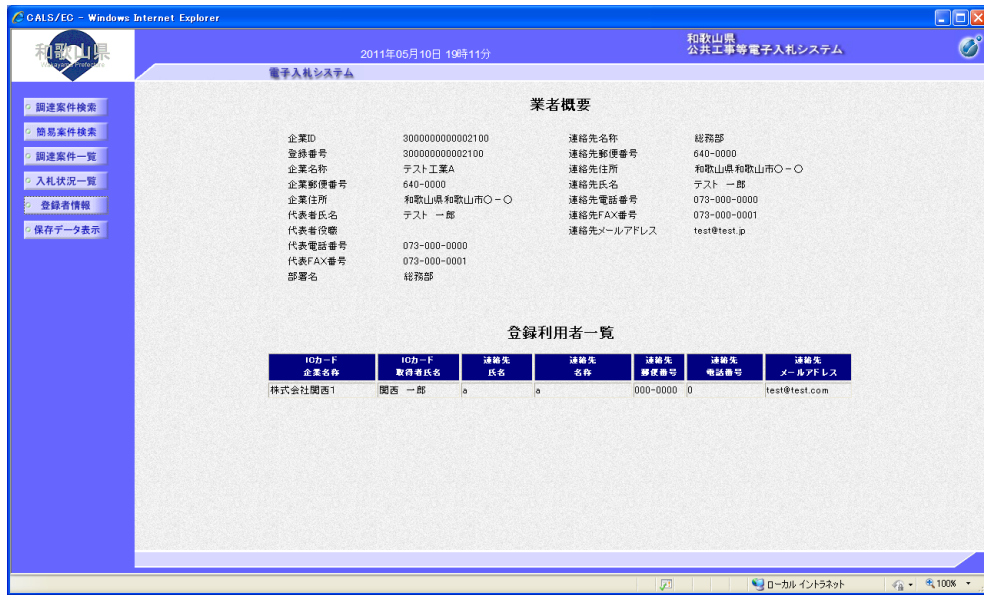 CALS/EC - Windows Internet Explorer
和歌山県
Wakayama Prefecture
2011年05月10日 19時11分
和歌山県
公共工事等電子入札システム
電子入札システム
調達案件検索
簡易案件検索
調達案件一覧
入札状況一覧
登録者情報
保存データ表示
業者概要
企業ID 3000000000002100 連絡先名称 総務部
登録番号 300000000002100 連絡先郵便番号 640-0000
企業名称 テスト工業A 連絡先住所 和歌山県和歌山市○－○
企業郵便番号 640-0000 連絡先氏名 テスト 一郎
企業住所 和歌山県和歌山市○－○ 連絡先電話番号 073-000-0000
代表者氏名 テスト 一郎 連絡先FAX番号 073-000-0001
代表者役職 連絡先メールアドレス test@test.jp
代表電話番号 073-000-0000
代表FAX番号 073-000-0001
部署名 総務部
登録利用者一覧
ICカード ICカード 連絡先 連絡先 連絡先 連絡先 連絡先
企業名称 取得者氏名 氏名 名称 郵便番号 電話番号 メールアドレス
株式会社関西1 関西 一郎 a a 000-0000 0 test@test.com
ローカル イントラネット 100%